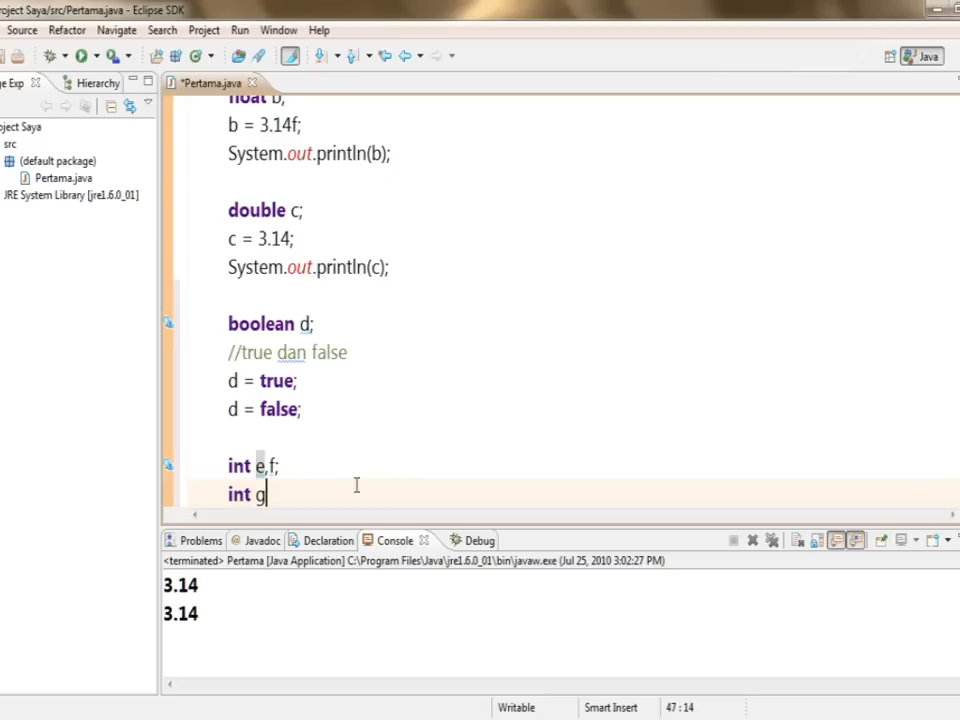 Saya/src/Pertama.java - Eclipse SDK
Source Refactor Navigate Search Project Run Window Help
Java
Exp Hierarchy *Pertama.java
oject Saya
src
(default package)
Pertama.java
JRE System Library [jre1.6.0_01]
float b;
b = 3.14f;
System.out.println(b);
double c;
c = 3.14;
System.out.println(c);
boolean d;
//true dan false
d = true;
d = false;
int e,f;
int g
Problems @ Javadoc Declaration Console Debug
<terminated> Pertama [Java Application] C:\Program Files\Java\jre1.6.0_01\bin\javaw.exe (Jul 25, 2010 3:02:27 PM)
3.14
3.14
Writable Smart Insert 47 : 14